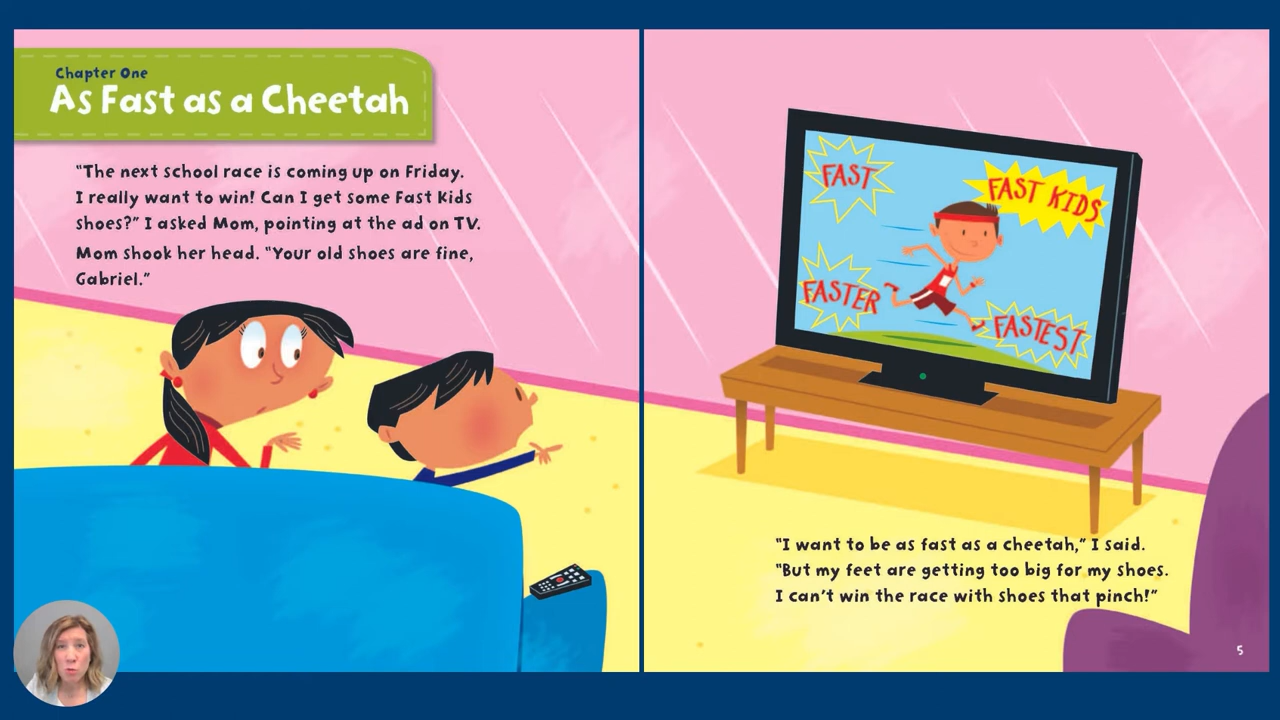 Chapter One
As Fast as a Cheetah
"The next school race is coming up on Friday.
I really want to win! Can I get some Fast Kids
shoes?" I asked Mom, pointing at the ad on TV.
Mom shook her head. "Your old shoes are fine,
Gabriel."
FAST
FAST KIDS
FASTER
FASTEST
"I want to be as fast as a cheetah," I said.
"But my feet are getting too big for my shoes.
I can't win the race with shoes that pinch!"
5